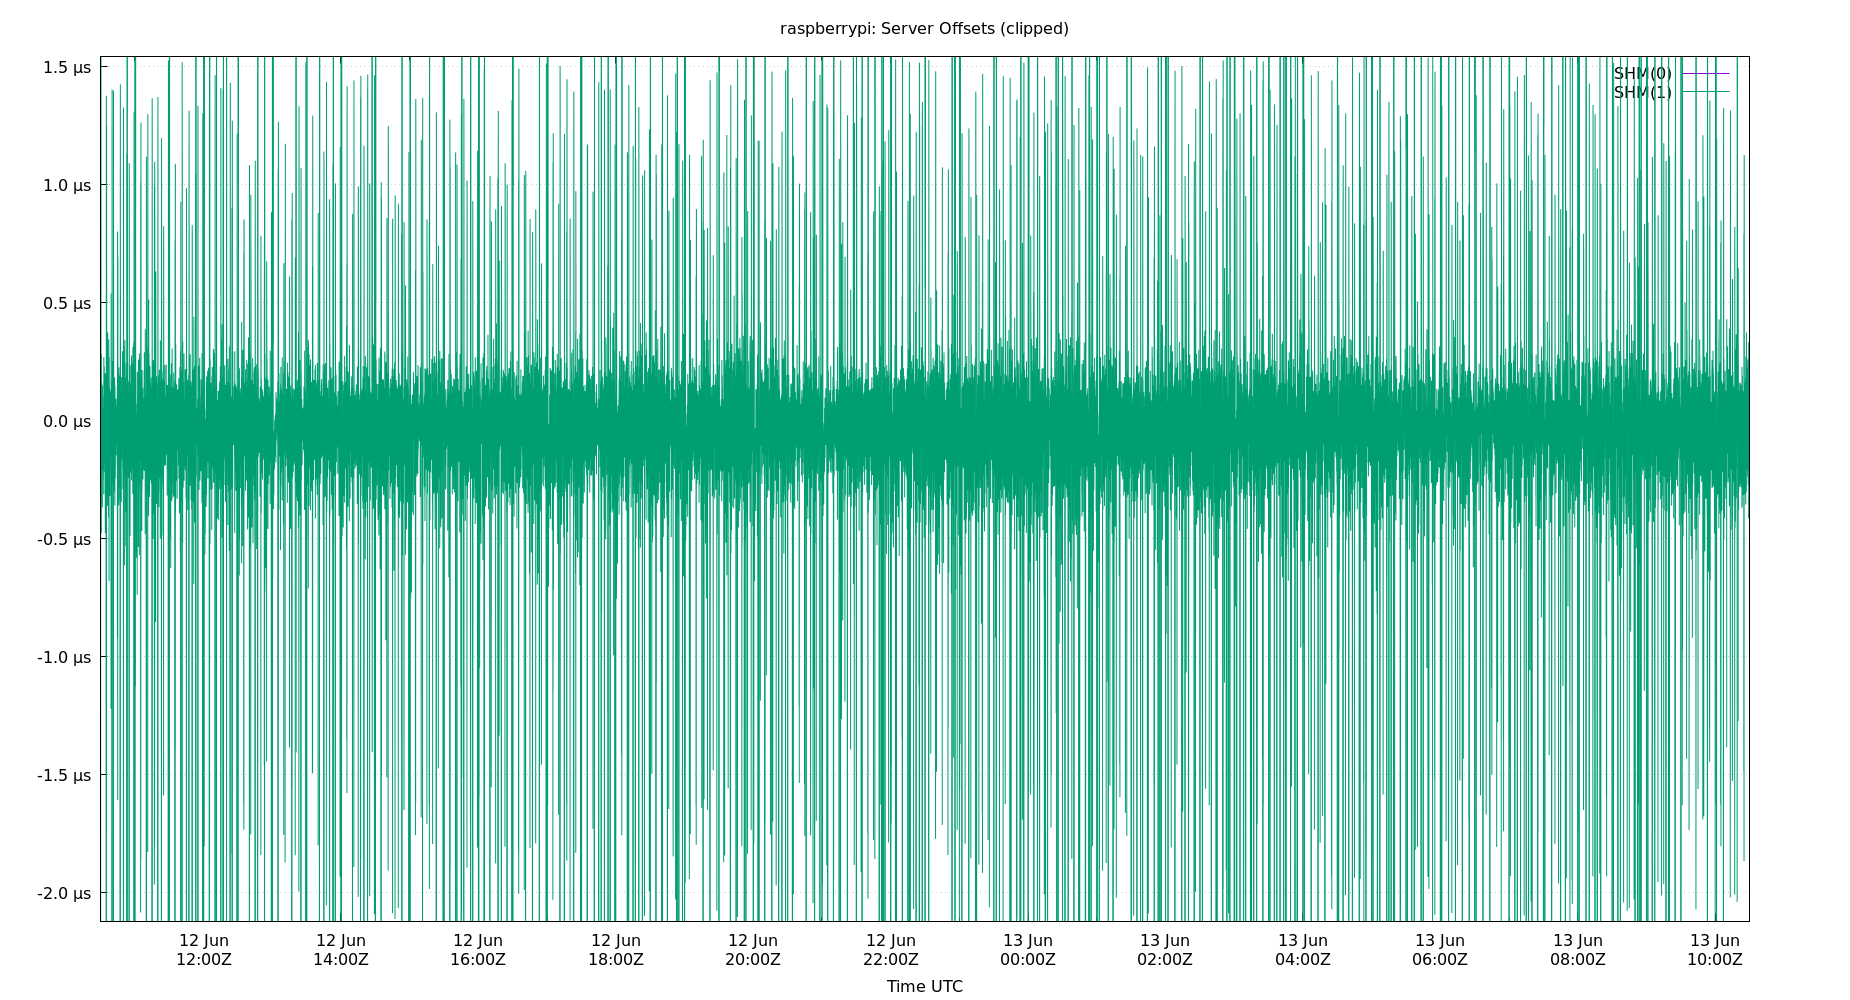 raspberrypi: Server Offsets (clipped)
SHM(0)
SHM(1)
1.5 µs
1.0 µs
0.5 µs
0.0 µs
-0.5 µs
-1.0 µs
-1.5 µs
-2.0 µs
12 Jun 12 Jun 12 Jun 12 Jun 12 Jun 12 Jun 13 Jun 13 Jun 13 Jun 13 Jun 13 Jun 13 Jun
12:00Z 14:00Z 16:00Z 18:00Z 20:00Z 22:00Z 00:00Z 02:00Z 04:00Z 06:00Z 08:00Z 10:00Z
Time UTC